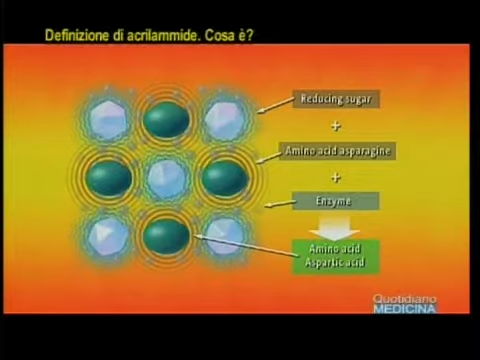 Definizione di acrilammide. Cosa è?
Reducing sugar
+
Amino acid asparagine
+
Enzyme
Amino acid
Aspartic acid
Quotidiano
MEDICINA